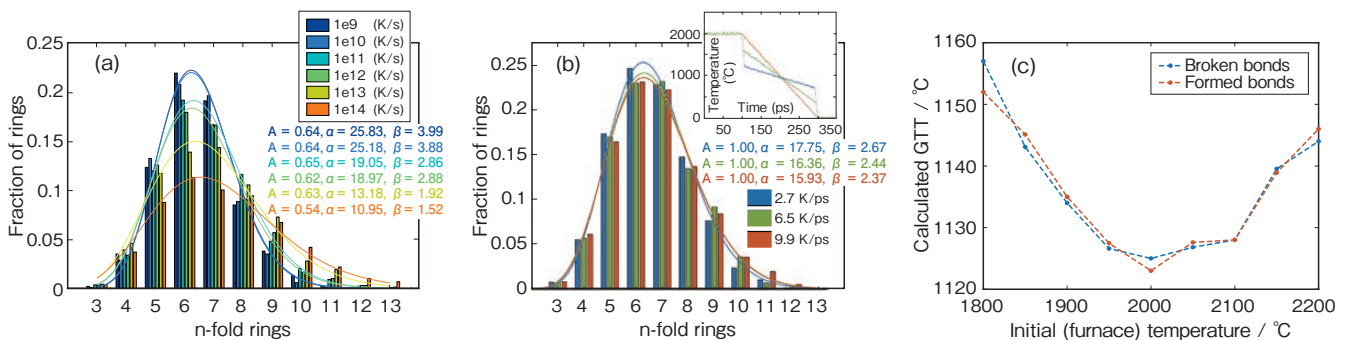 (a)
1e9 (K/s)
1e10 (K/s)
1e11 (K/s)
1e12 (K/s)
1e13 (K/s)
1e14 (K/s)
A = 0.64, α = 25.83, β = 3.99
A = 0.64, α = 25.18, β = 3.88
A = 0.65, α = 19.05, β = 2.86
A = 0.62, α = 18.97, β = 2.88
A = 0.63, α = 13.18, β = 1.92
A = 0.54, α = 10.95, β = 1.52
Fraction of rings
0.25
0.2
0.15
0.1
0.05
0
3 4 5 6 7 8 9 10 11 12 13
n-fold rings
(b)
Temperature
(℃)
2000
1000
0
50 150 250 350
Time (ps)
A = 1.00, α = 17.75, β = 2.67
A = 1.00, α = 16.36, β = 2.44
A = 1.00, α = 15.93, β = 2.37
2.7 K/ps
6.5 K/ps
9.9 K/ps
Fraction of rings
0.25
0.2
0.15
0.1
0.05
0
3 4 5 6 7 8 9 10 11 12 13
n-fold rings
(c)
Broken bonds
Formed bonds
Calculated GTT / ℃
1160
1150
1140
1130
1120
1800 1900 2000 2100 2200
Initial (furnace) temperature / ℃